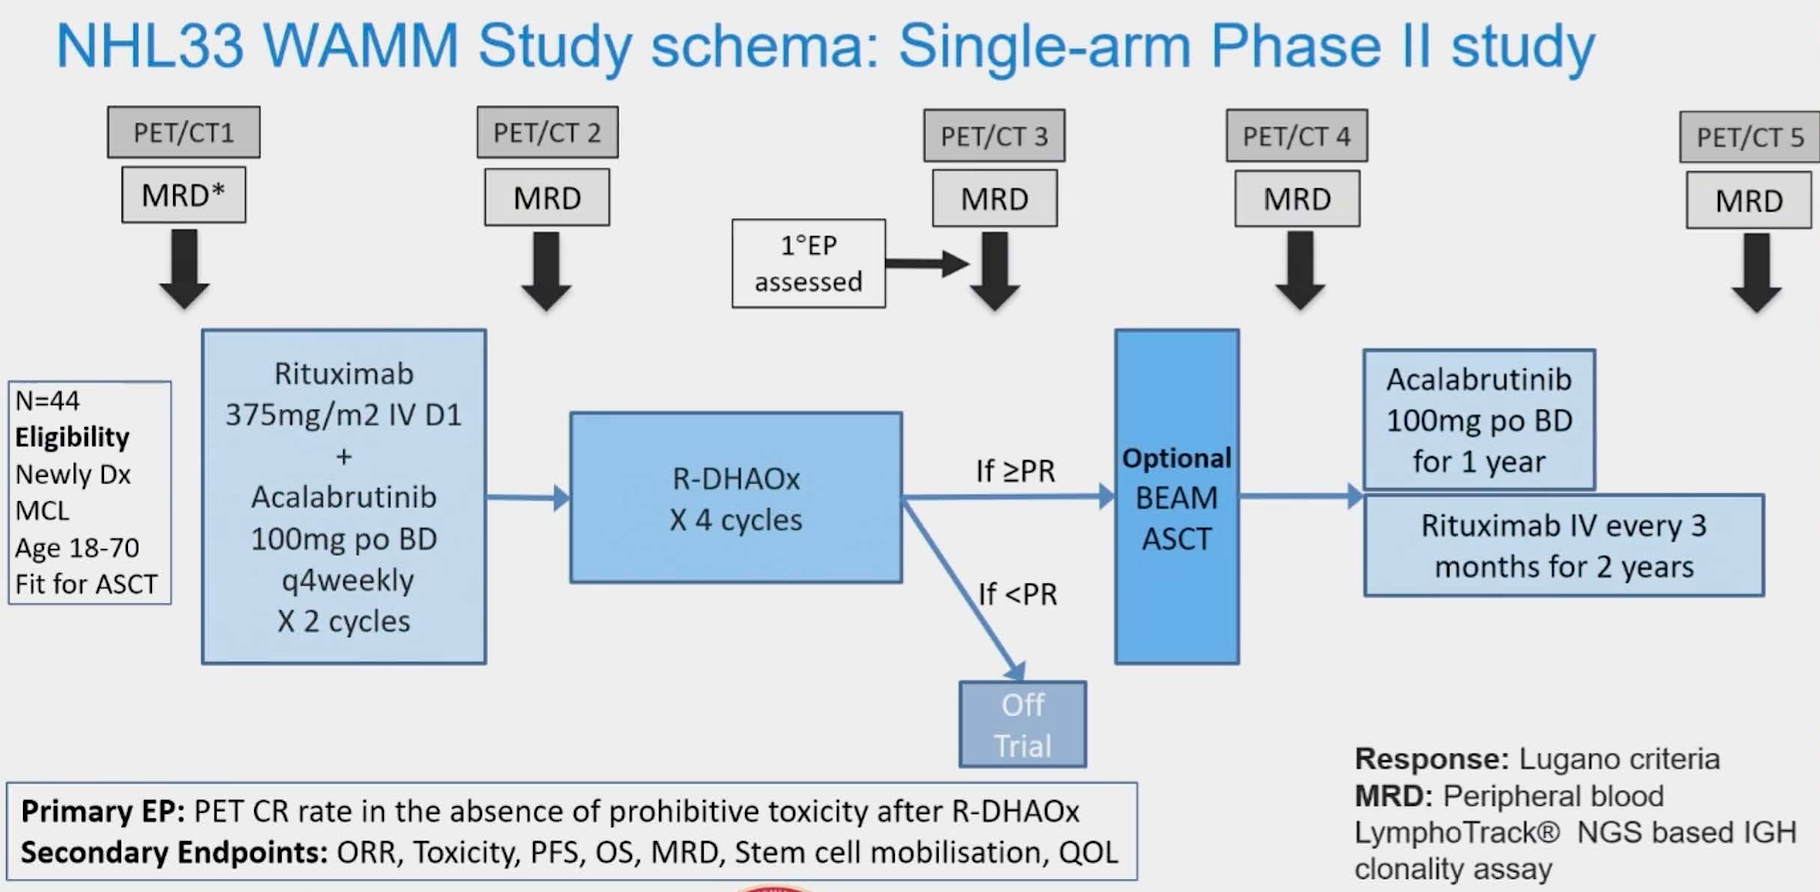 NHL33 WAMM Study schema: Single-arm Phase II study
PET/CT1
MRD*
PET/CT 2
MRD
PET/CT 3
MRD
PET/CT 4
MRD
PET/CT 5
MRD
1°EP
assessed
N=44
Eligibility
Newly Dx
MCL
Age 18-70
Fit for ASCT
Rituximab
375mg/m2 IV D1
+
Acalabrutinib
100mg po BD
q4weekly
X 2 cycles
R-DHAOx
X 4 cycles
If ≥PR
If <PR
Off
Trial
Optional
BEAM
ASCT
Acalabrutinib
100mg po BD
for 1 year
Rituximab IV every 3
months for 2 years
Primary EP: PET CR rate in the absence of prohibitive toxicity after R-DHAOx
Secondary Endpoints: ORR, Toxicity, PFS, OS, MRD, Stem cell mobilisation, QOL
Response: Lugano criteria
MRD: Peripheral blood
LymphoTrack® NGS based IGH
clonality assay